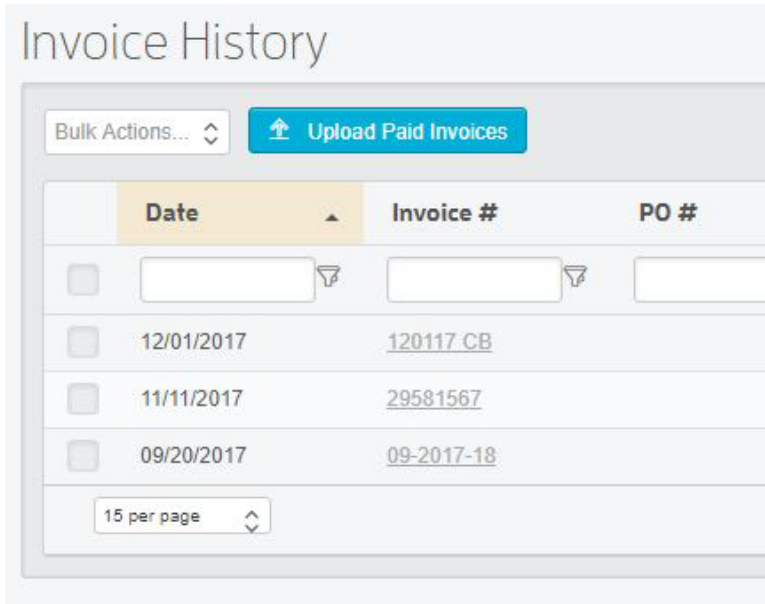 Invoice History
Bulk Actions... Upload Paid Invoices
Date Invoice # PO #
12/01/2017 120117 CB
11/11/2017 29581567
09/20/2017 09-2017-18
15 per page